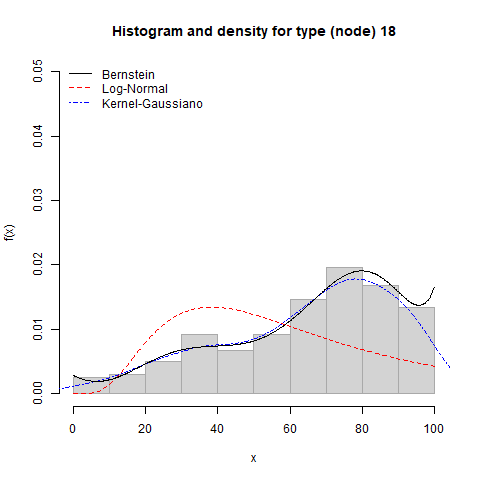 Histogram and density for type (node) 18
Bernstein
Log-Normal
Kernel-Gaussiano
f(x)
0.05
0.04
0.03
0.02
0.01
0.00
0 20 40 60 80 100
x